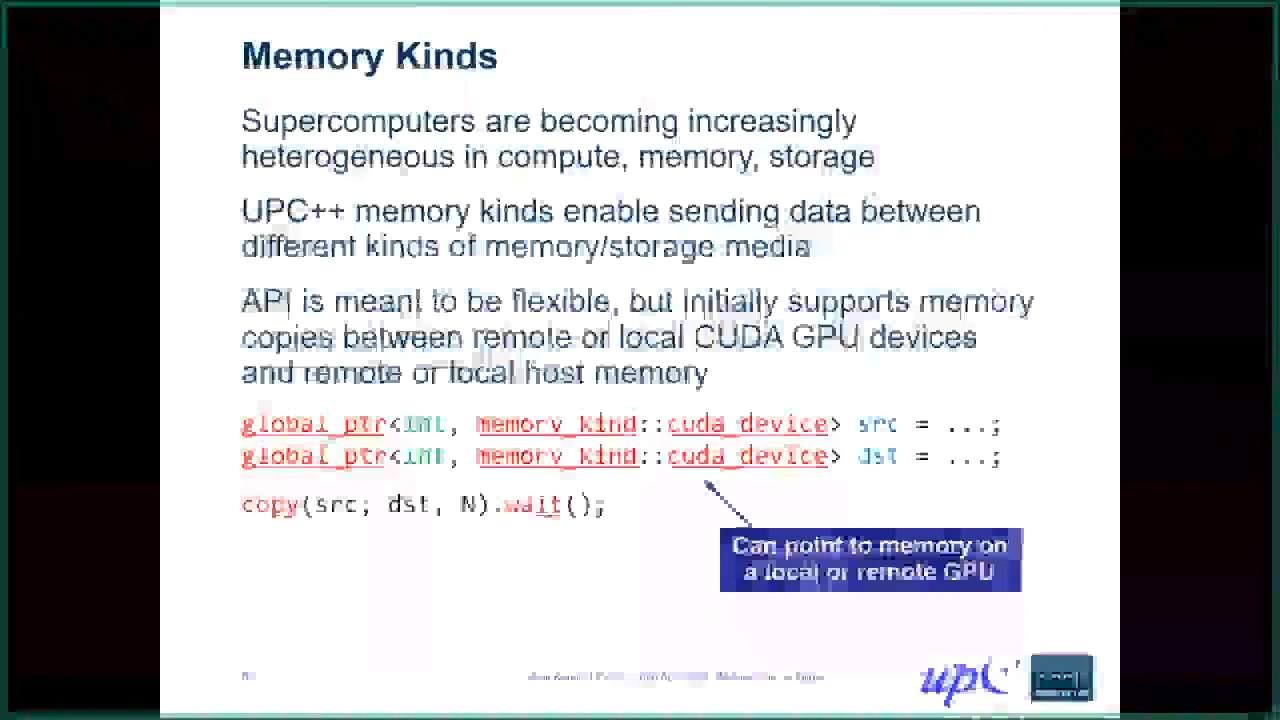 Memory Kinds
Supercomputers are becoming increasingly
heterogeneous in compute, memory, storage
UPC++ memory kinds enable sending data between
different kinds of memory/storage media
API is meant to be flexible, but initially supports memory
copies between remote or local CUDA GPU devices
and remote or local host memory
global_ptr<int, memory_kind::cuda_device> src = ...;
global_ptr<int, memory_kind::cuda_device> dst = ...;
copy(src, dst, N).wait();
Can point to memory on
a local or remote GPU